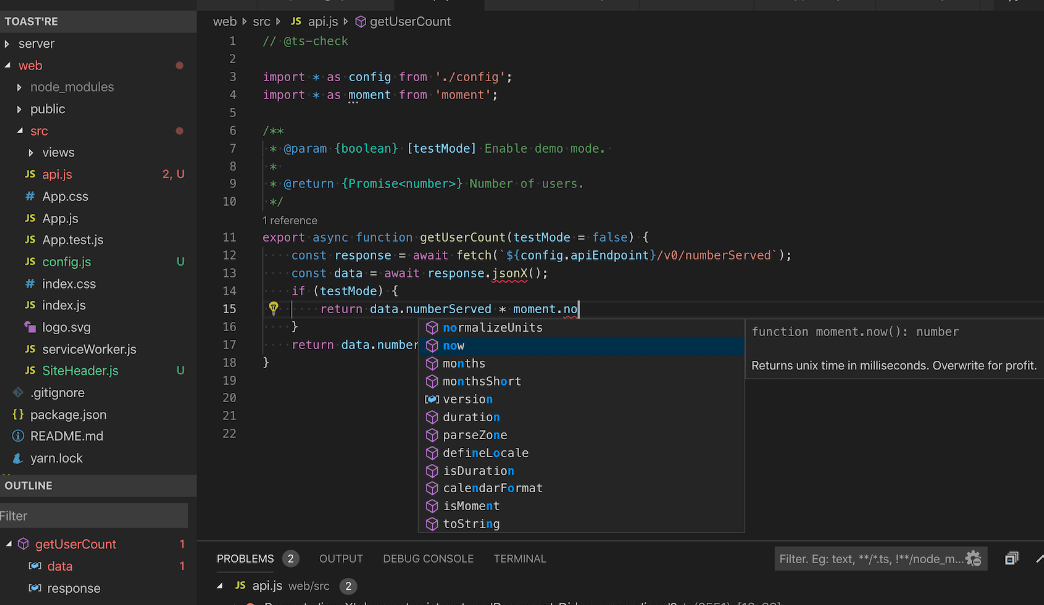 TOAST'RE
server
web
node_modules
public
src
views
JS api.js 2, U
# App.css
JS App.js
JS App.test.js
JS config.js U
# index.css
JS index.js
logo.svg
JS serviceWorker.js
JS SiteHeader.js U
.gitignore
{} package.json
README.md
yarn.lock
OUTLINE
Filter
getUserCount 1
data 1
response
web src JS api.js getUserCount
1 // @ts-check
2
3 import * as config from './config';
4 import * as moment from 'moment';
5
6 /**
7 * @param {boolean} [testMode] Enable demo mode.
8 *
9 * @return {Promise<number>} Number of users.
10 */
1 reference
11 export async function getUserCount(testMode = false) {
12 const response = await fetch(`${config.apiEndpoint}/v0/numberServed`);
13 const data = await response.jsonX();
14 if (testMode) {
15 return data.numberServed * moment.no
16 }
17 return data.number
18 }
19
20
21
22
normalizeUnits
now
months
monthsShort
version
duration
parseZone
defineLocale
isDuration
calendarFormat
isMoment
toString
function moment.now(): number
Returns unix time in milliseconds. Overwrite for profit.
PROBLEMS 2 OUTPUT DEBUG CONSOLE TERMINAL
Filter. Eg: text, **/*.ts, !**/node_m...
JS api.js web/src 2